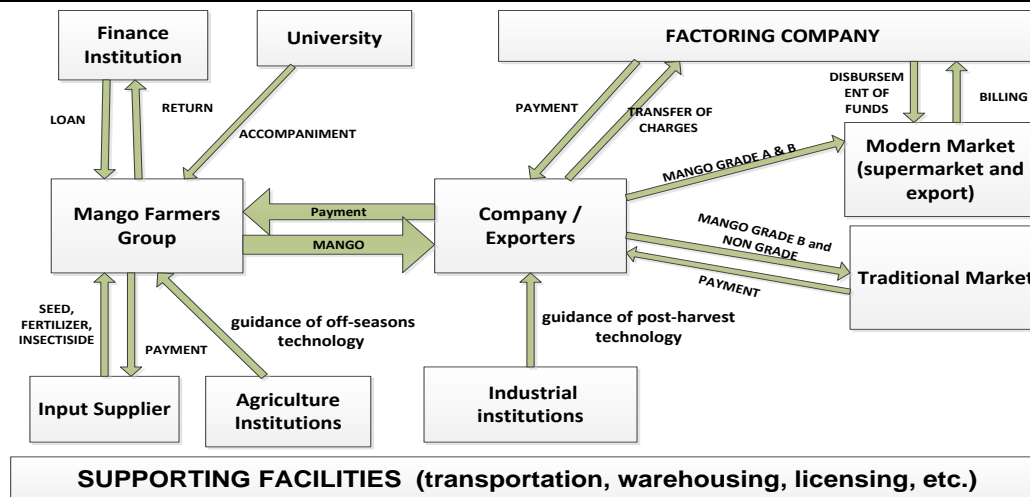 Finance
Institution
University
FACTORING COMPANY
LOAN
RETURN
ACCOMPANIMENT
PAYMENT
TRANSFER OF
CHARGES
DISBURSEM
ENT OF
FUNDS
BILLING
MANGO GRADE A & B
Modern Market
(supermarket and
export)
Mango Farmers
Group
Payment
MANGO
Company /
Exporters
MANGO GRADE B and
NON GRADE
PAYMENT
Traditional Market
SEED,
FERTILIZER,
INSECTISIDE
PAYMENT
guidance of off-seasons
technology
guidance of post-harvest
technology
Input Supplier
Agriculture
Institutions
Industrial
institutions
SUPPORTING FACILITIES (transportation, warehousing, licensing, etc.)